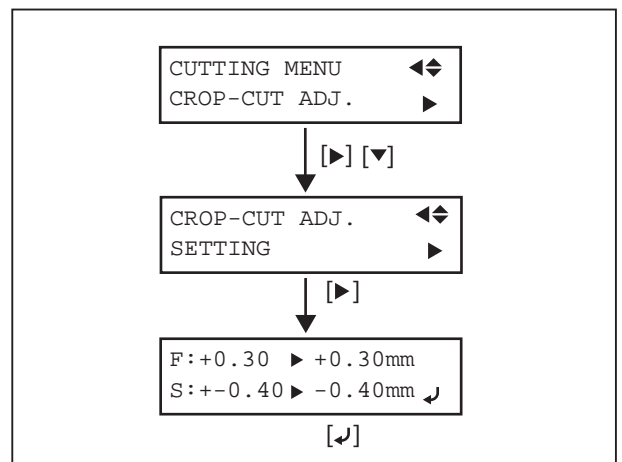 CUTTING MENU ◀◆
CROP-CUT ADJ. ▶
[▶] [▼]
CROP-CUT ADJ. ◀◆
SETTING ▶
[▶]
F:+0.30 ▶ +0.30mm
S:+-0.40 ▶ -0.40mm ↵
[↵]